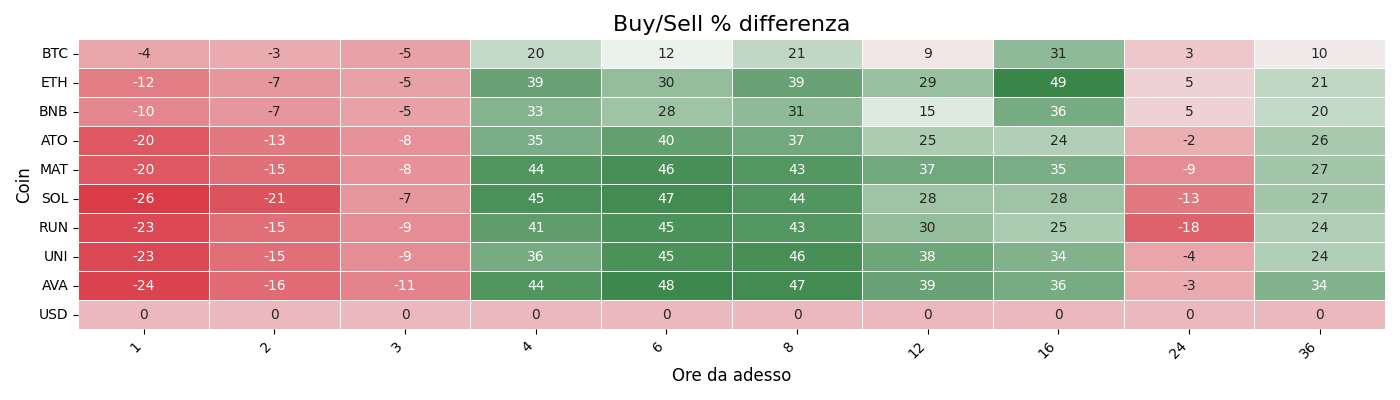 Buy/Sell % differenza
Coin
BTC -4 -3 -5 20 12 21 9 31 3 10
ETH -12 -7 -5 39 30 39 29 49 5 21
BNB -10 -7 -5 33 28 31 15 36 5 20
ATO -20 -13 -8 35 40 37 25 24 -2 26
MAT -20 -15 -8 44 46 43 37 35 -9 27
SOL -26 -21 -7 45 47 44 28 28 -13 27
RUN -23 -15 -9 41 45 43 30 25 -18 24
UNI -23 -15 -9 36 45 46 38 34 -4 24
AVA -24 -16 -11 44 48 47 39 36 -3 34
USD 0 0 0 0 0 0 0 0 0 0
1 2 3 4 6 8 12 16 24 36
Ore da adesso